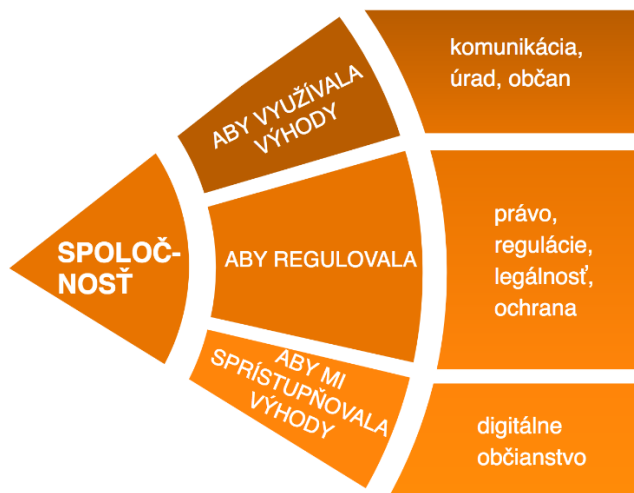 SPOLOČ-
NOSŤ
ABY VYUŽÍVALA
VÝHODY
komunikácia,
úrad, občan
ABY REGULOVALA
právo,
regulácie,
legálnosť,
ochrana
ABY MI
SPRÍSTUPŇOVALA
VÝHODY
digitálne
občianstvo